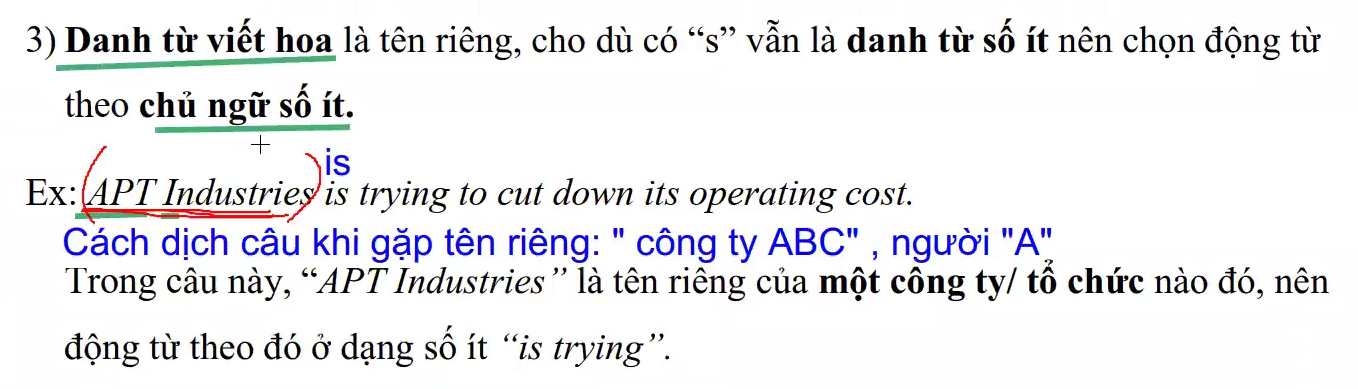 3) Danh từ viết hoa là tên riêng, cho dù có “s” vẫn là danh từ số ít nên chọn động từ
theo chủ ngữ số ít.
is
Ex: APT Industries is trying to cut down its operating cost.
Cách dịch câu khi gặp tên riêng: " công ty ABC" , người "A"
Trong câu này, “APT Industries” là tên riêng của một công ty/ tổ chức nào đó, nên
động từ theo đó ở dạng số ít “is trying”.